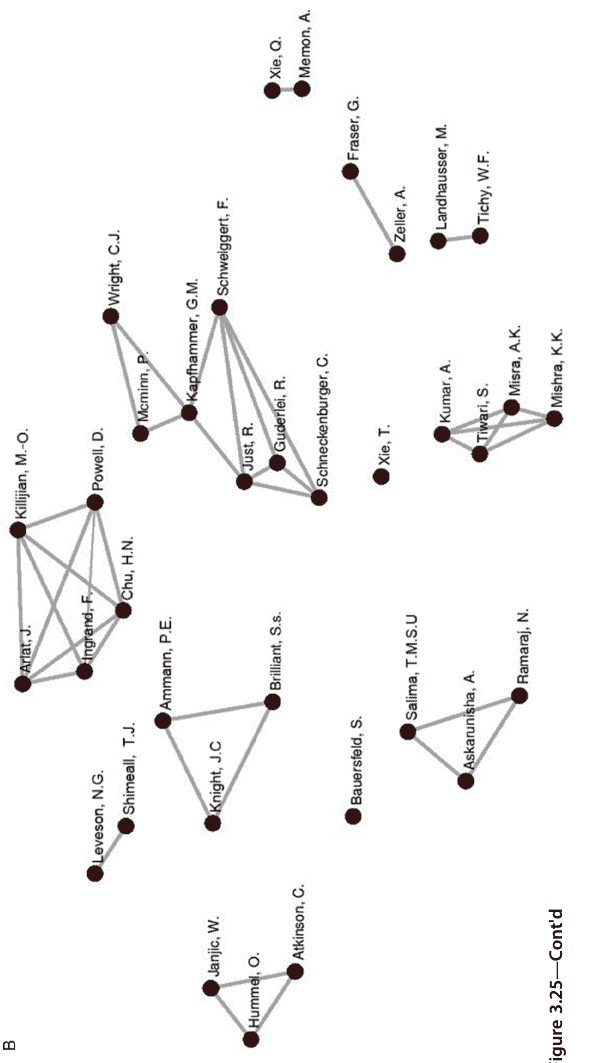 B
Xie, Q.
Memon, A.
Fraser, G.
Zeller, A.
Landhausser, M.
Tichy, W.F.
Wright, C.J.
Mcminn, P.
Kapfhammer, G.M.
Schweiggert, F.
Just, R.
Guderlei, R.
Schneckenburger, C.
Xie, T.
Kumar, A.
Tiwari, S.
Misra, A.K.
Mishra, K.K.
Killijian, M.-O.
Powell, D.
Arlat, J.
Ingrand, F.
Chu, H.N.
Ammann, P.E.
Knight, J.C
Brilliant, S.s.
Leveson, N.G.
Shimeall, T.J.
Bauersfeld, S.
Salima, T.M.S.U
Askarunisha, A.
Ramaraj, N.
Janjic, W.
Hummel, O.
Atkinson, C.
igure 3.25—Cont'd